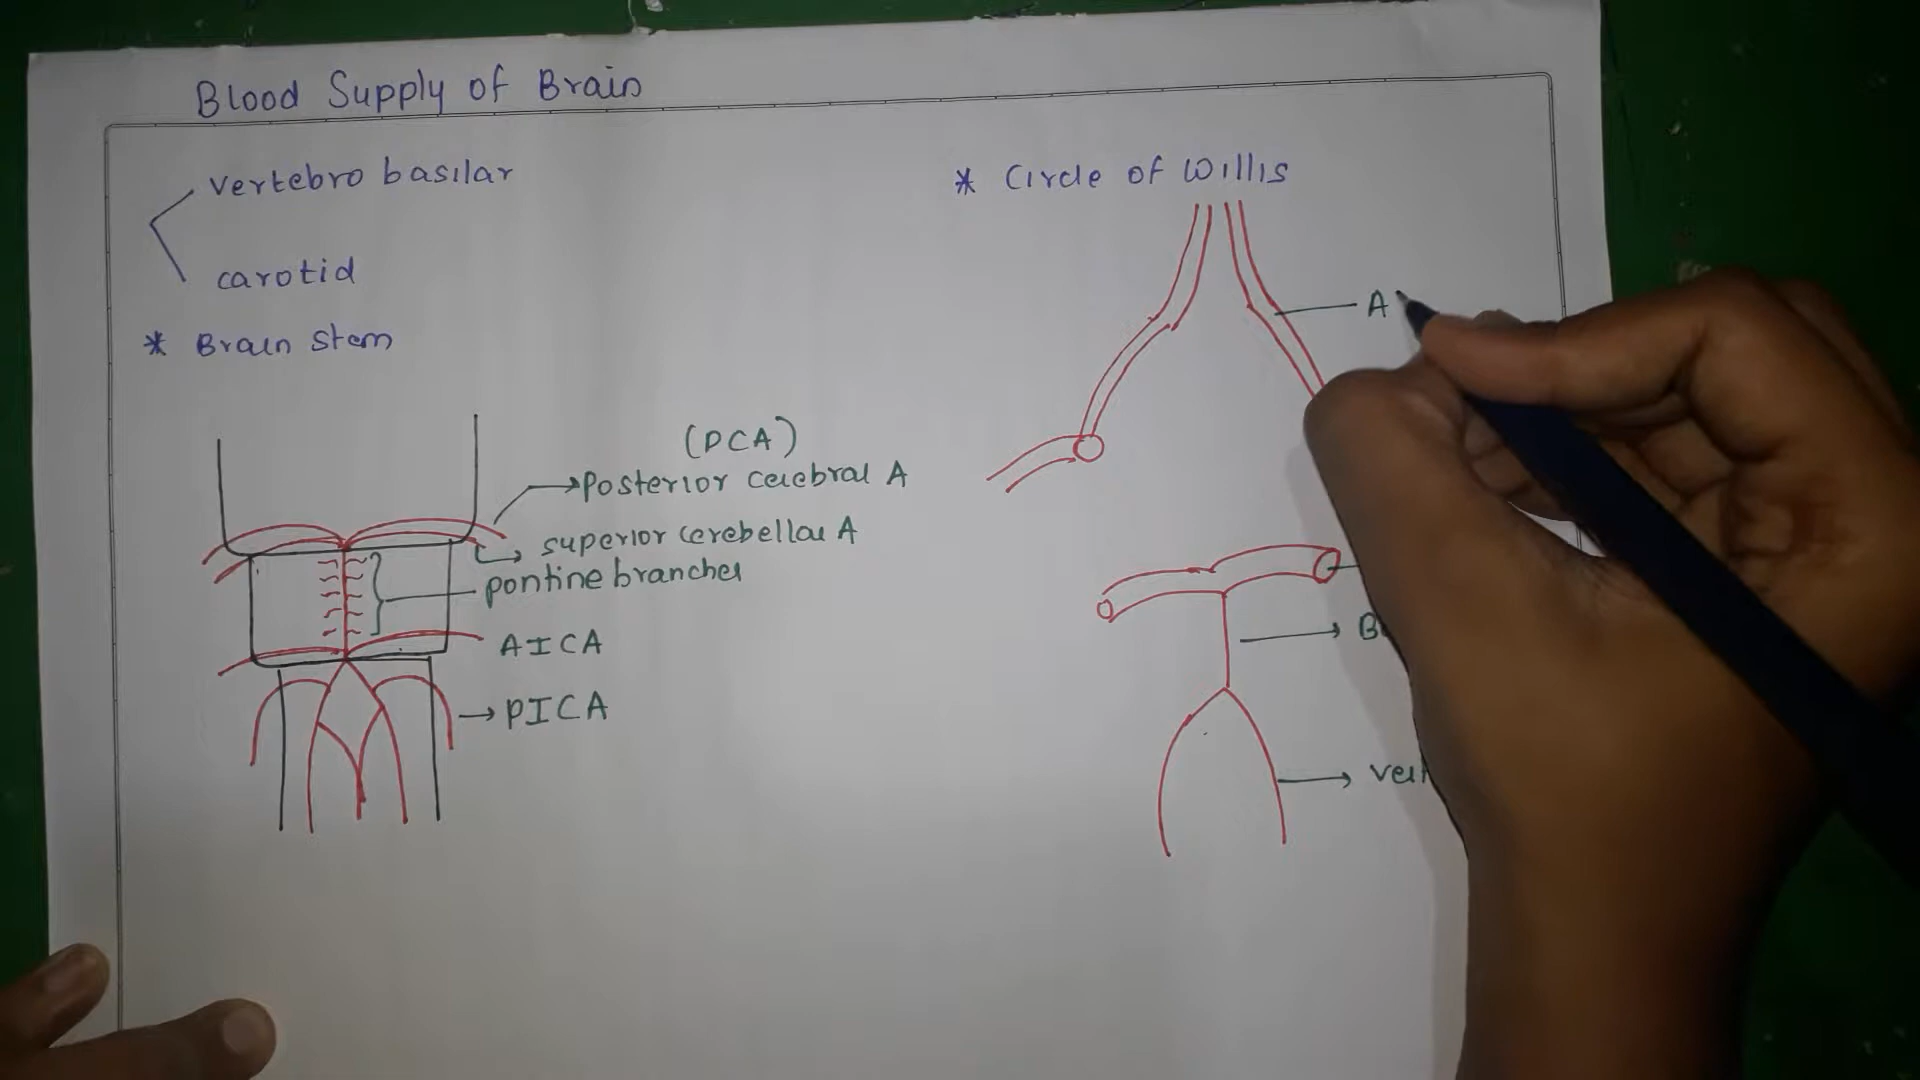 Blood Supply of Brain
vertebro basilar
carotid
* Brain Stem
(PCA)
Posterior cerebral A
superior cerebellar A
pontine branches
AICA
PICA
* Circle of Willis
A